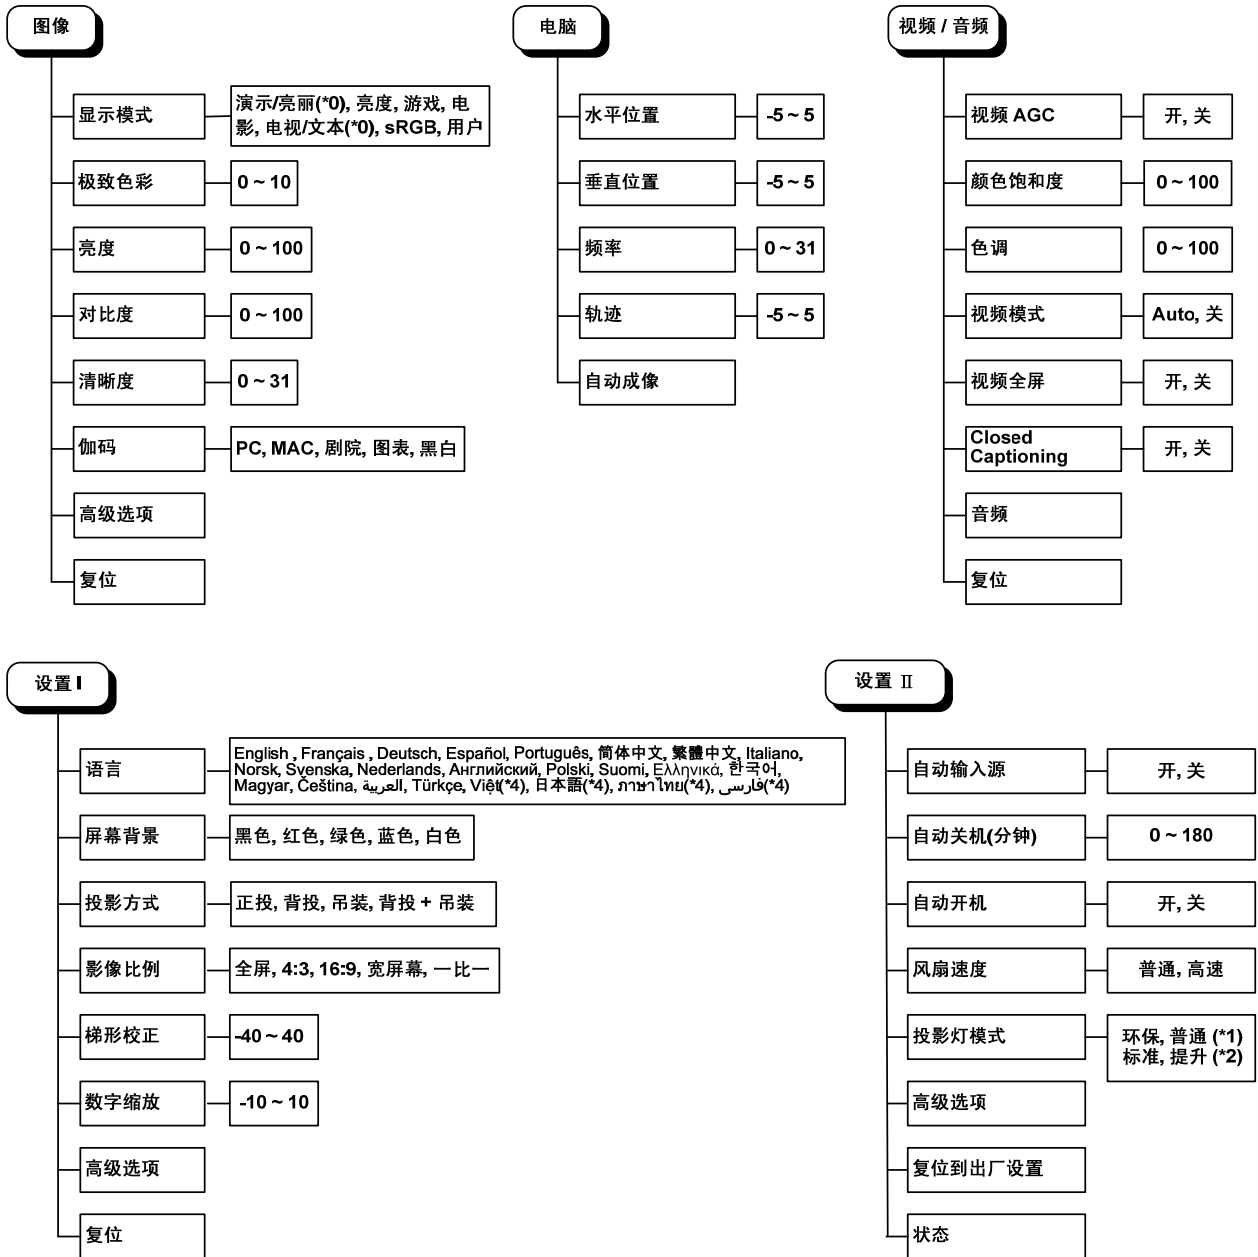 图像
显示模式
演示/亮丽(*0), 亮度, 游戏, 电
影, 电视/文本(*0), sRGB, 用户
极致色彩
0 ~ 10
亮度
0 ~ 100
对比度
0 ~ 100
清晰度
0 ~ 31
伽码
PC, MAC, 剧院, 图表, 黑白
高级选项
复位
电脑
水平位置
-5 ~ 5
垂直位置
-5 ~ 5
频率
0 ~ 31
轨迹
-5 ~ 5
自动成像
视频 / 音频
视频 AGC
开, 关
颜色饱和度
0 ~ 100
色调
0 ~ 100
视频模式
Auto, 关
视频全屏
开, 关
Closed
Captioning
开, 关
音频
复位
设置 I
语言
English , Français , Deutsch, Español, Português, 简体中文, 繁體中文, Italiano,
Norsk, Svenska, Nederlands, Английский, Polski, Suomi, Ελληνικά, 한국어,
Magyar, Čeština, العربية, Türkçe, Việt(*4), 日本語(*4), ภาษาไทย(*4), فارسی(*4)
屏幕背景
黑色, 红色, 绿色, 蓝色, 白色
投影方式
正投, 背投, 吊装, 背投 + 吊装
影像比例
全屏, 4:3, 16:9, 宽屏幕, 一比一
梯形校正
-40 ~ 40
数字缩放
-10 ~ 10
高级选项
复位
设置 Ⅱ
自动输入源
开, 关
自动关机(分钟)
0 ~ 180
自动开机
开, 关
风扇速度
普通, 高速
投影灯模式
环保, 普通 (*1)
标准, 提升 (*2)
高级选项
复位到出厂设置
状态